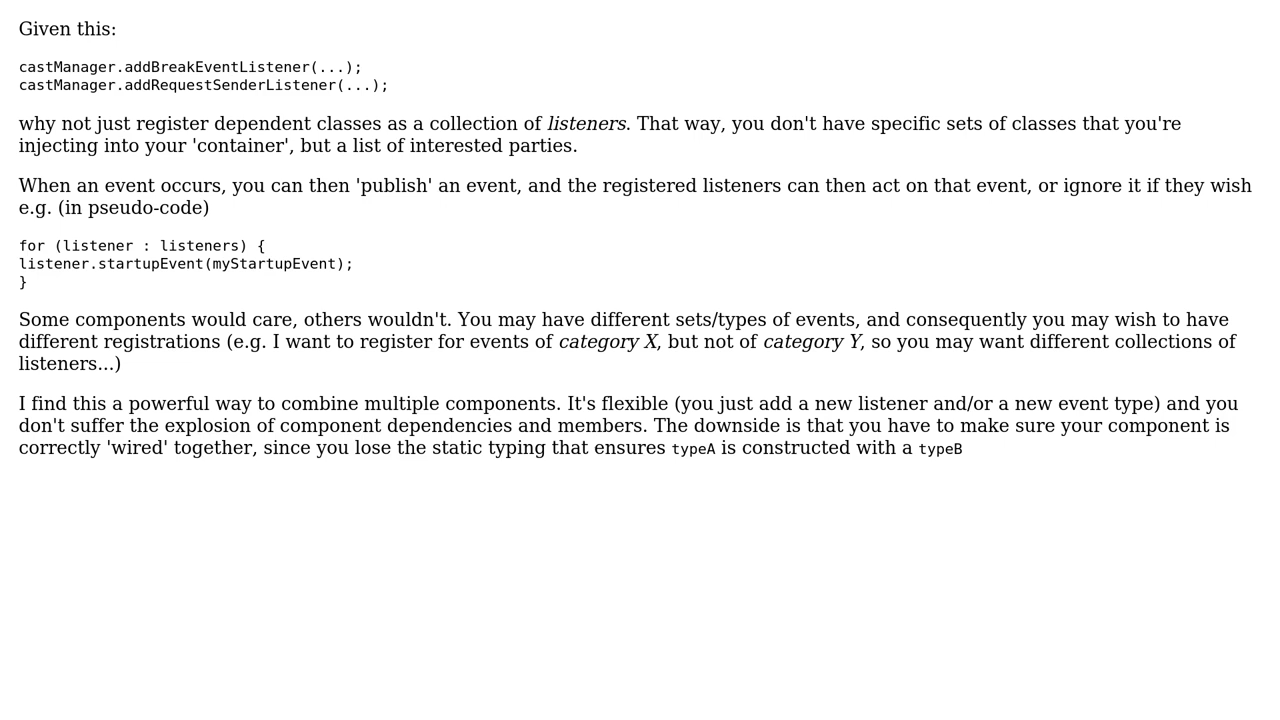 Given this:
castManager.addBreakEventListener(...);
castManager.addRequestSenderListener(...);
why not just register dependent classes as a collection of listeners. That way, you don't have specific sets of classes that you're
injecting into your 'container', but a list of interested parties.
When an event occurs, you can then 'publish' an event, and the registered listeners can then act on that event, or ignore it if they wish
e.g. (in pseudo-code)
for (listener : listeners) {
listener.startupEvent(myStartupEvent);
}
Some components would care, others wouldn't. You may have different sets/types of events, and consequently you may wish to have
different registrations (e.g. I want to register for events of category X, but not of category Y, so you may want different collections of
listeners...)
I find this a powerful way to combine multiple components. It's flexible (you just add a new listener and/or a new event type) and you
don't suffer the explosion of component dependencies and members. The downside is that you have to make sure your component is
correctly 'wired' together, since you lose the static typing that ensures typeA is constructed with a typeB